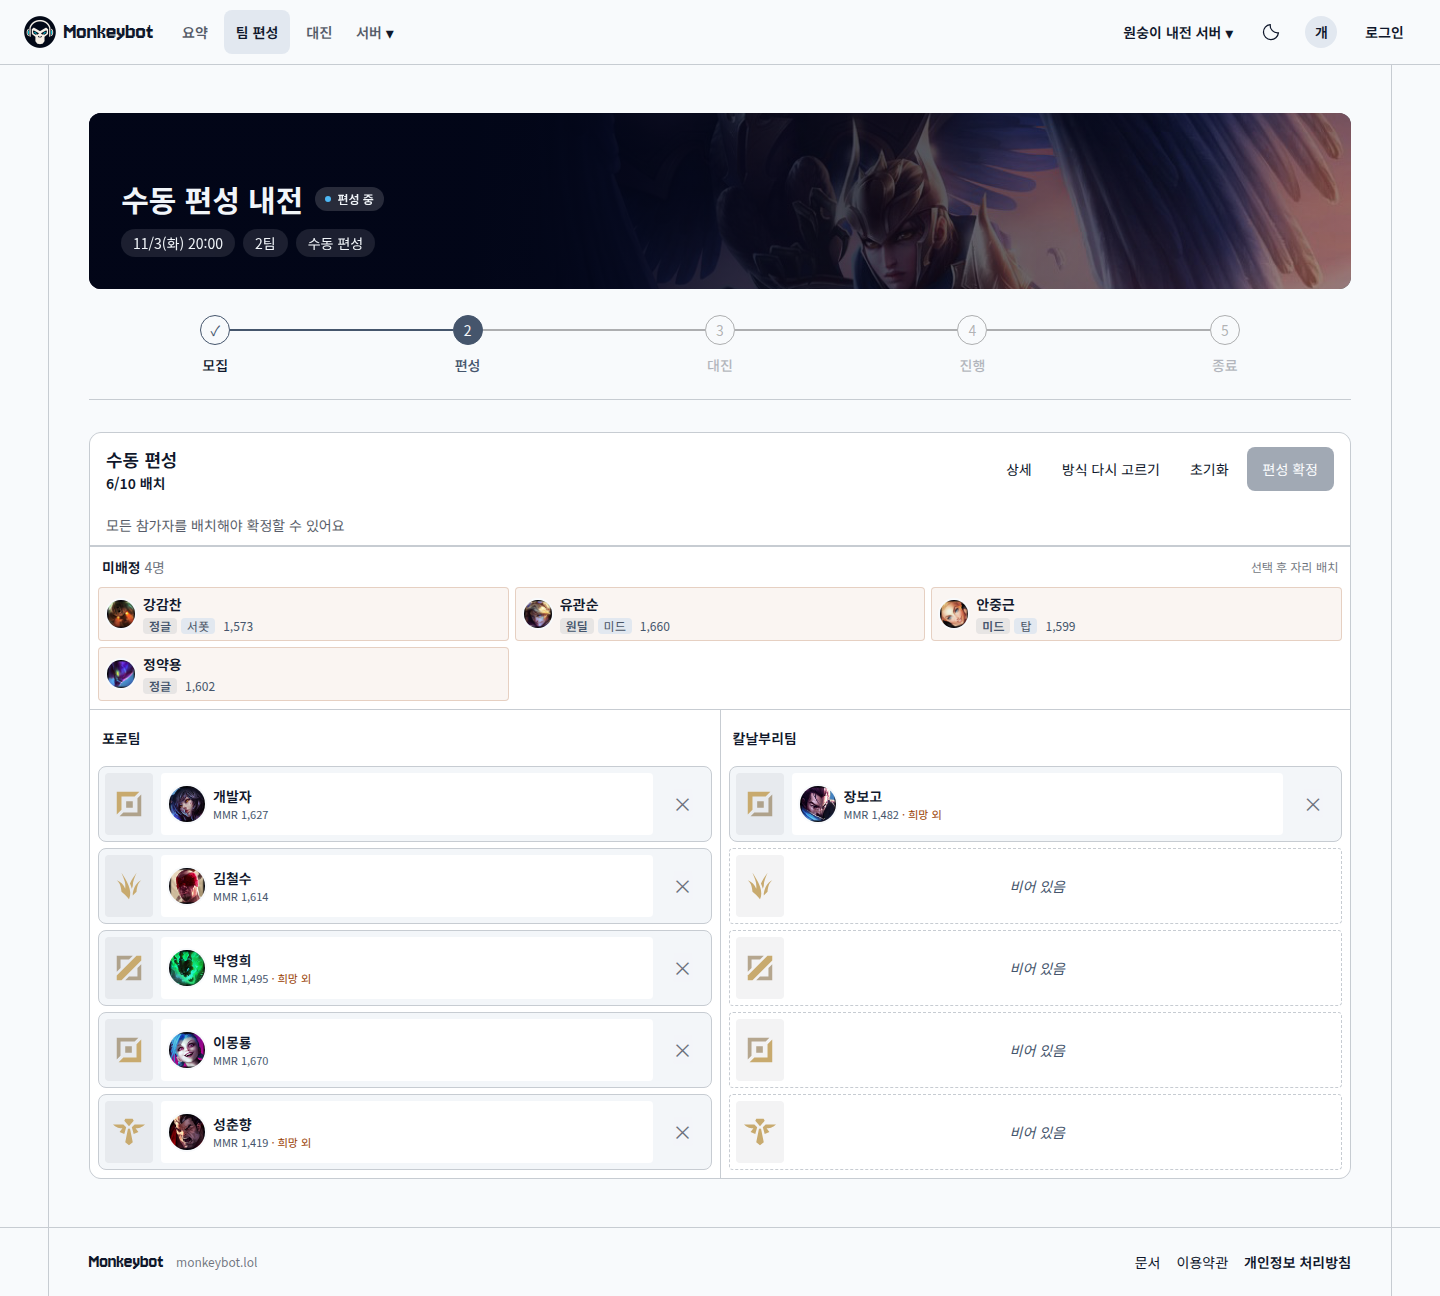 Monkeybot
요약
팀 편성
대진
서버 ▾
원숭이 내전 서버 ▾
개
로그인
수동 편성 내전
편성 중
11/3(화) 20:00
2팀
수동 편성
✓
2
3
4
5
모집
편성
대진
진행
종료
수동 편성
6/10 배치
상세
방식 다시 고르기
초기화
편성 확정
모든 참가자를 배치해야 확정할 수 있어요
미배정 4명
선택 후 자리 배치
강감찬
정글 서폿 1,573
유관순
원딜 미드 1,660
안중근
미드 탑 1,599
정약용
정글 1,602
포로팀
개발자
MMR 1,627
김철수
MMR 1,614
박영희
MMR 1,495 · 희망 외
이몽룡
MMR 1,670
성춘향
MMR 1,419 · 희망 외
칼날부리팀
장보고
MMR 1,482 · 희망 외
비어 있음
비어 있음
비어 있음
비어 있음
Monkeybot
monkeybot.lol
문서
이용약관
개인정보 처리방침